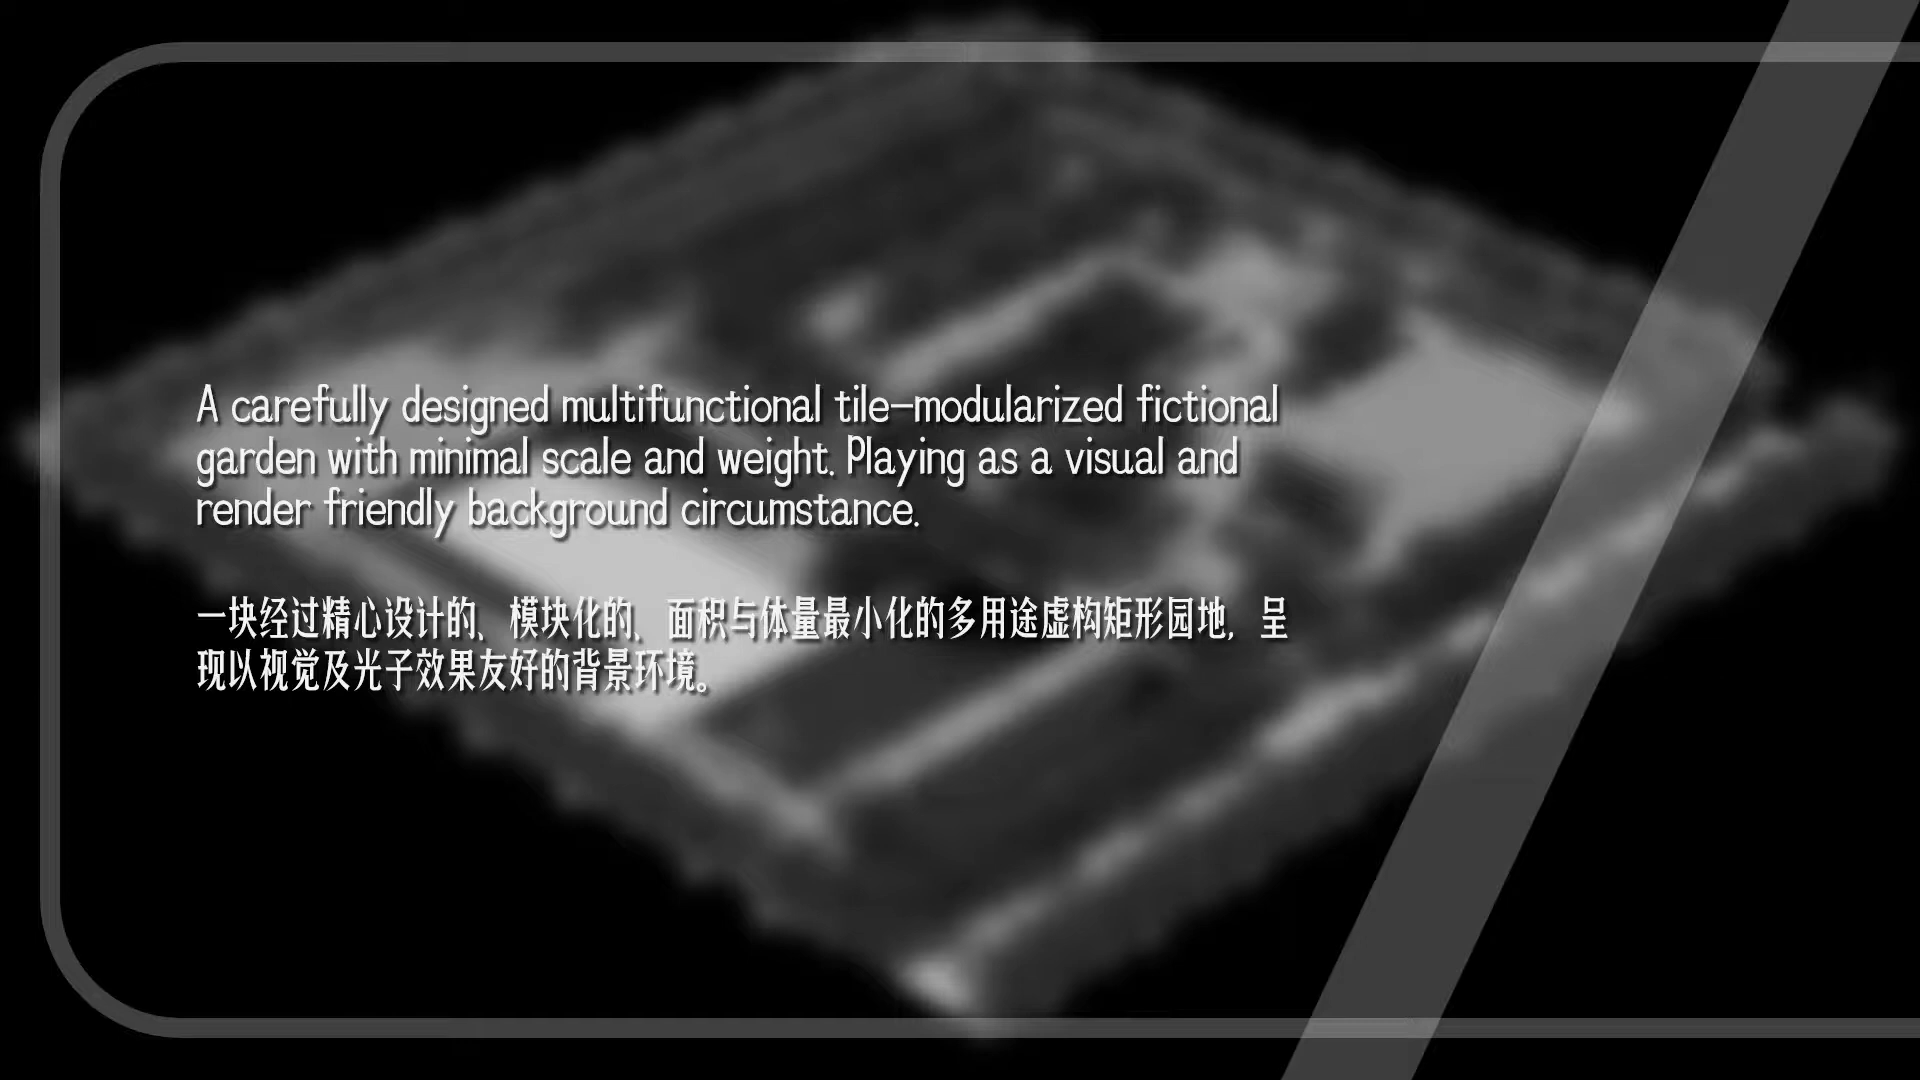 A carefully designed multifunctional tile-modularized fictional
garden with minimal scale and weight. Playing as a visual and
render friendly background circumstance.
一块经过精心设计的、模块化的、面积与体量最小化的多用途虚构矩形园地，呈
现以视觉及光子效果友好的背景环境。